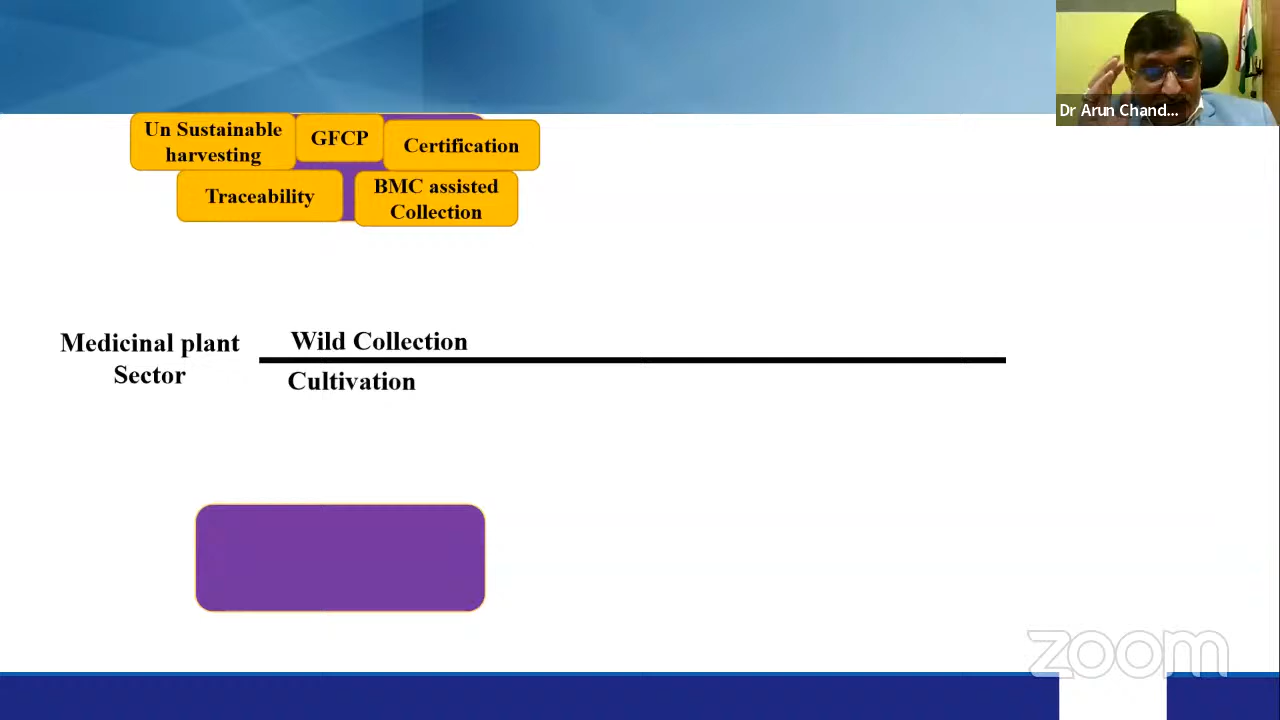 Dr Arun Chand...
Un Sustainable
harvesting
GFCP
Certification
Traceability
BMC assisted
Collection
Medicinal plant
Sector
Wild Collection
Cultivation
zoom